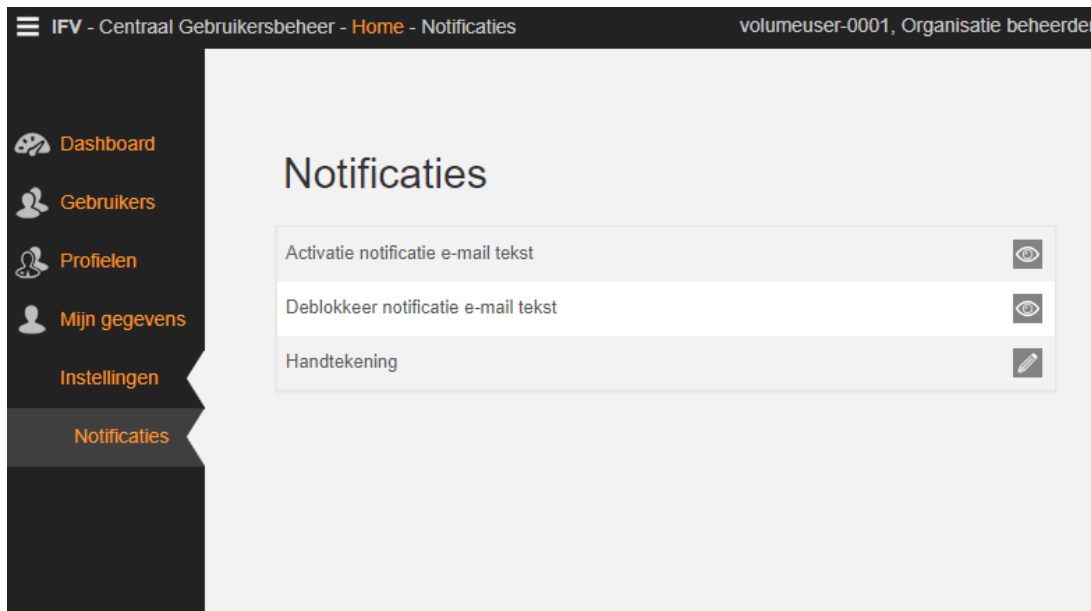 IFV - Centraal Gebruikersbeheer - Home - Notificaties
volumeuser-0001, Organisatie beheerder
Dashboard
Gebruikers
Profielen
Mijn gegevens
Instellingen
Notificaties
Notificaties
Activatie notificatie e-mail tekst
Deblokkeer notificatie e-mail tekst
Handtekening